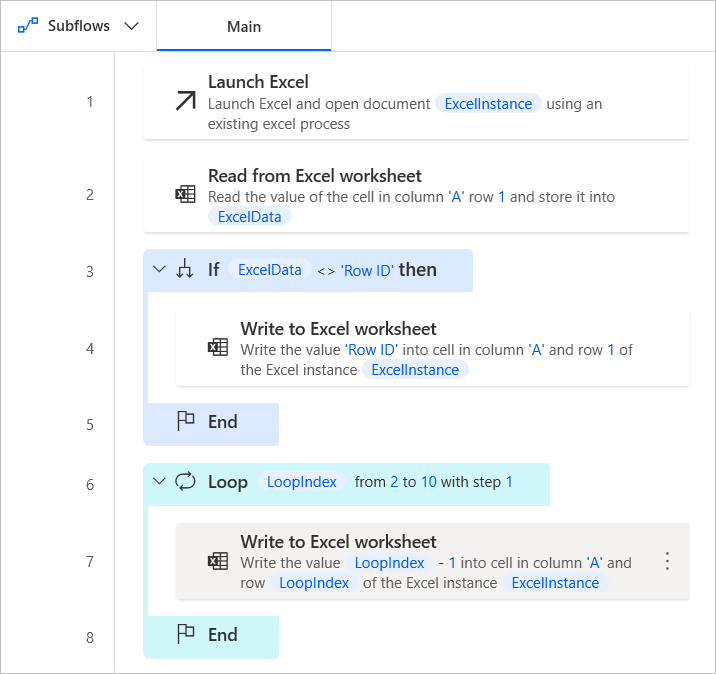 Subflows
Main
1
Launch Excel
Launch Excel and open document ExcelInstance using an
existing excel process
2
Read from Excel worksheet
Read the value of the cell in column 'A' row 1 and store it into
ExcelData
3
If ExcelData <> 'Row ID' then
4
Write to Excel worksheet
Write the value 'Row ID' into cell in column 'A' and row 1 of
the Excel instance ExcelInstance
5
End
6
Loop LoopIndex from 2 to 10 with step 1
7
Write to Excel worksheet
Write the value LoopIndex - 1 into cell in column 'A' and
row LoopIndex of the Excel instance ExcelInstance
8
End